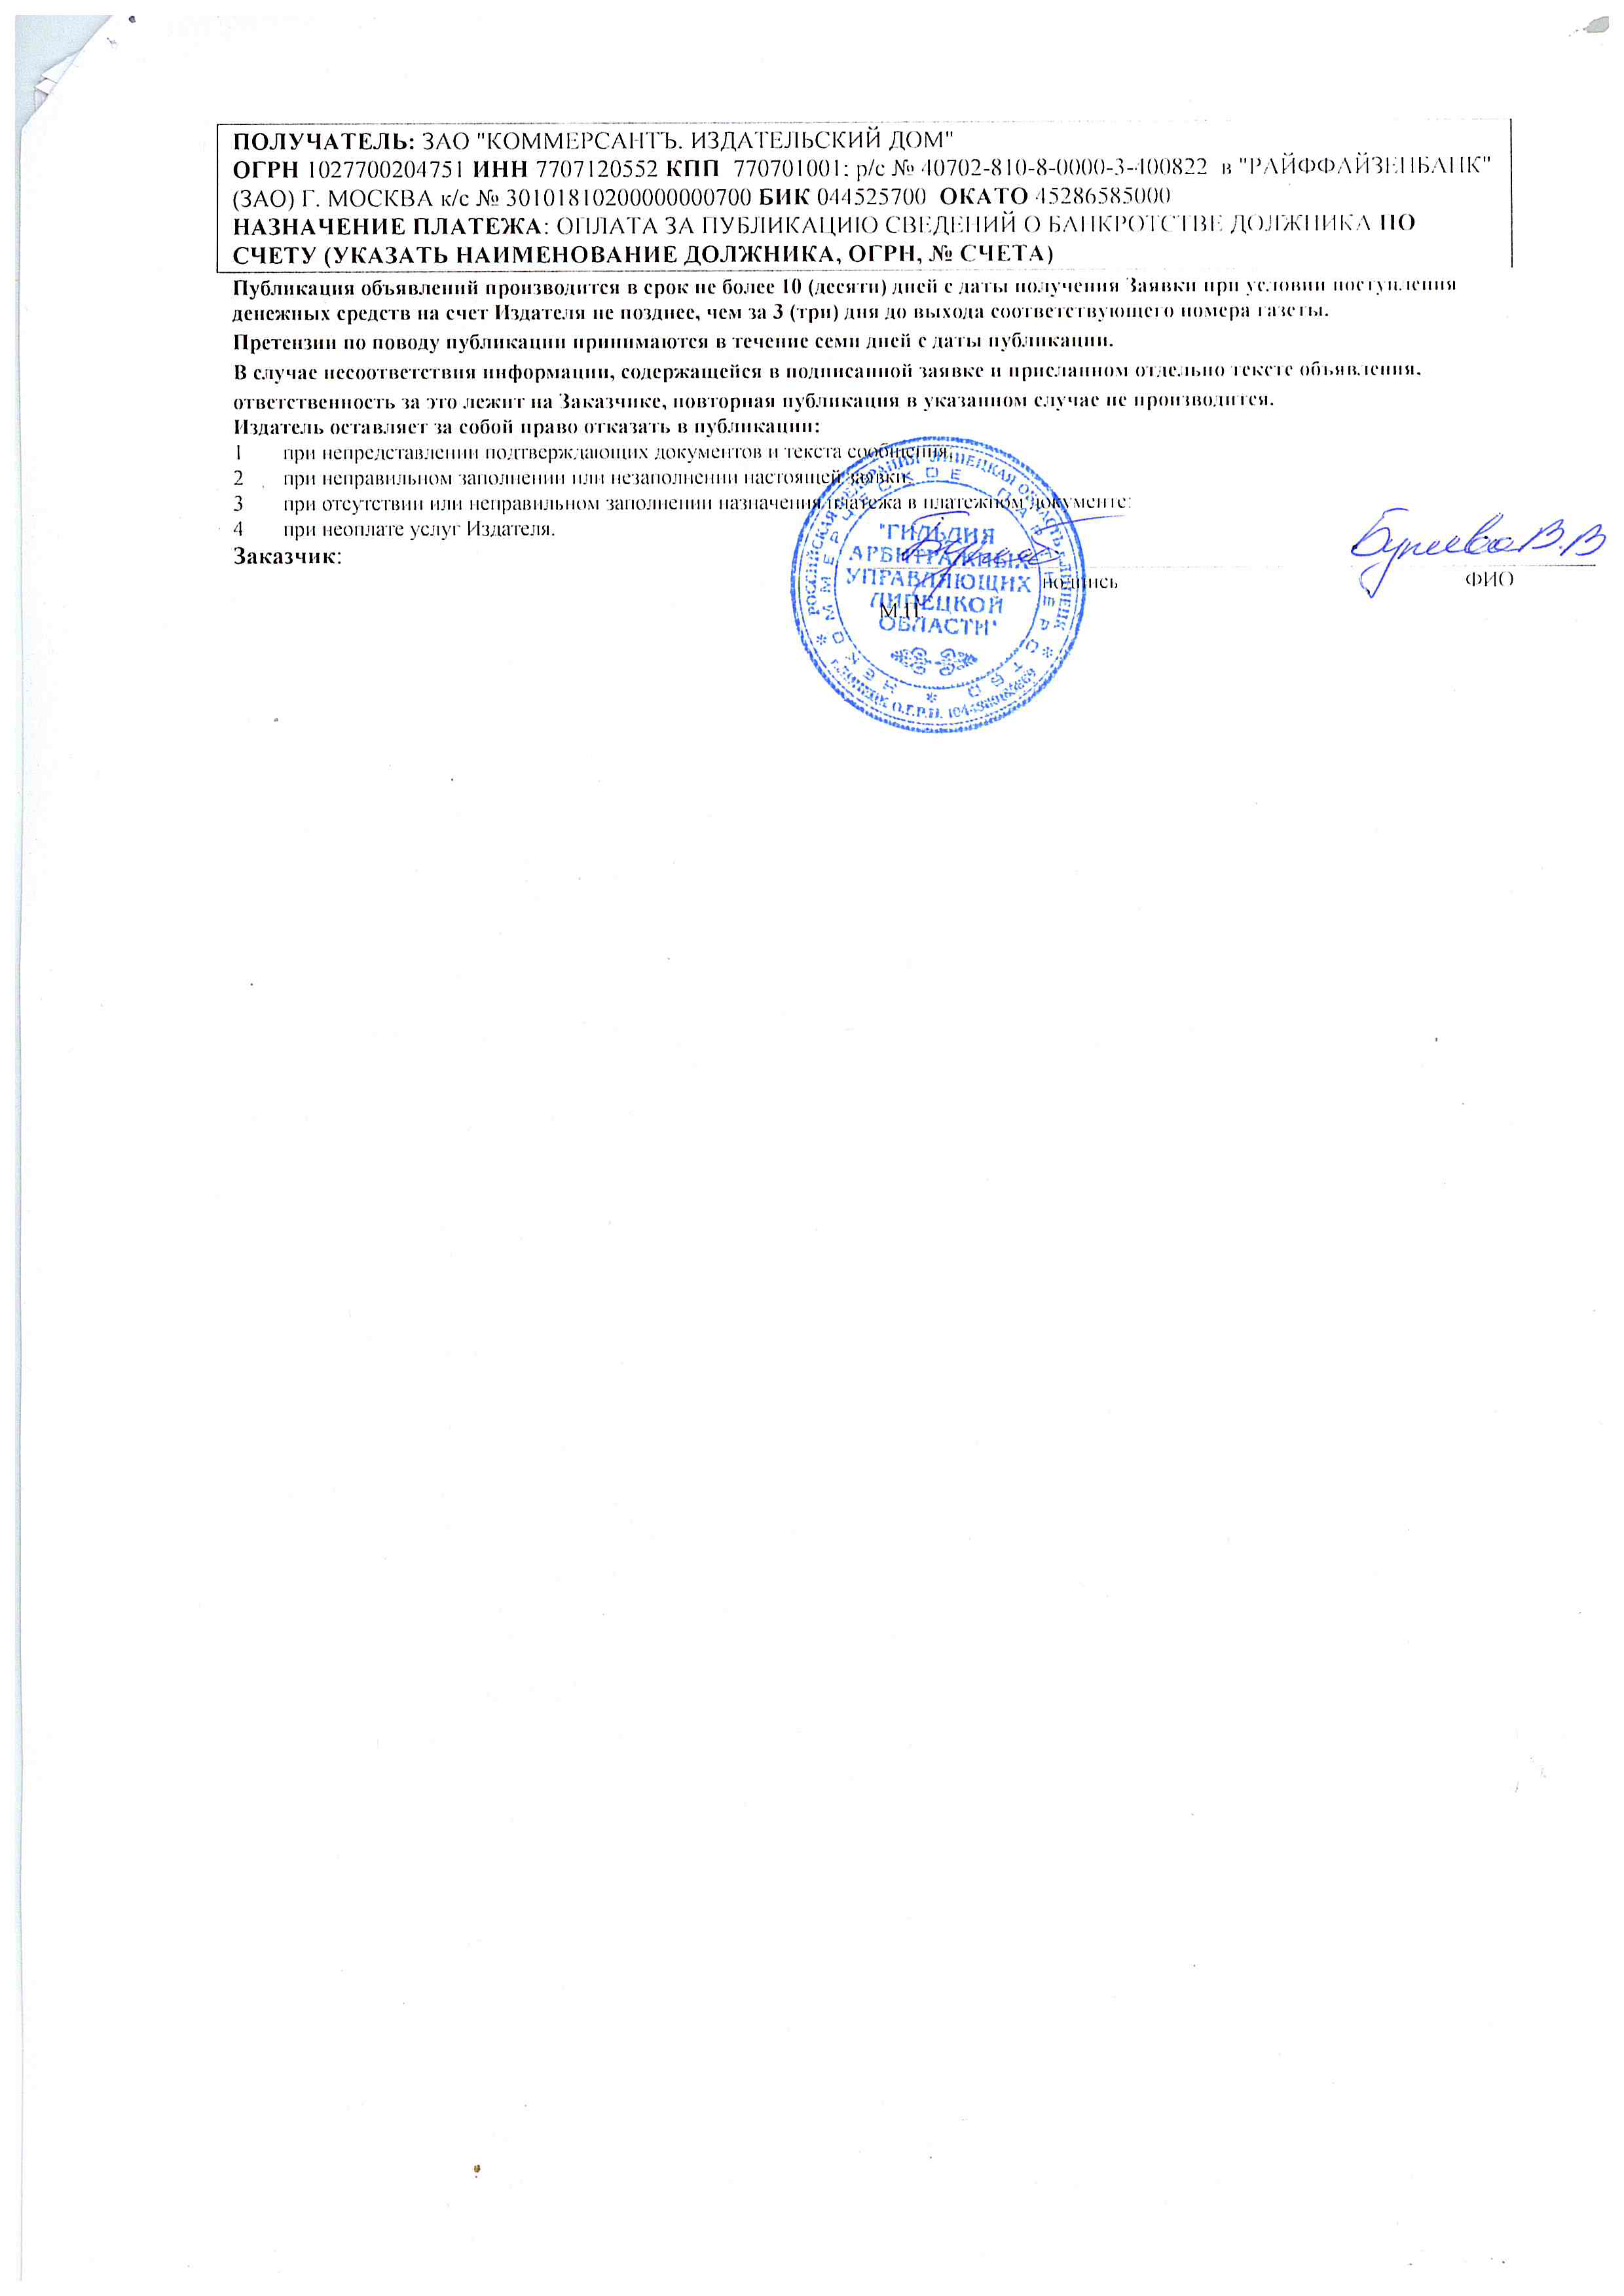 ПОЛУЧАТЕЛЬ: ЗАО "КОММЕРСАНТЪ. ИЗДАТЕЛЬСКИЙ ДОМ"
ОГРН 1027700204751 ИНН 7707120552 КПП 770701001: р/с № 40702-810-8-0000-3-400822 в "РАЙФФАЙЗЕНБАНК"
(ЗАО) Г. МОСКВА к/с № 30101810200000000700 БИК 044525700 ОКАТО 45286585000
НАЗНАЧЕНИЕ ПЛАТЕЖА: ОПЛАТА ЗА ПУБЛИКАЦИЮ СВЕДЕНИЙ О БАНКРОТСТВЕ ДОЛЖНИКА ПО
СЧЕТУ (УКАЗАТЬ НАИМЕНОВАНИЕ ДОЛЖНИКА, ОГРН, № СЧЕТА)
Публикация объявлений производится в срок не более 10 (десяти) дней с даты получения Заявки при условии поступления
денежных средств на счет Издателя не позднее, чем за 3 (три) дня до выхода соответствующего номера газеты.
Претензии по поводу публикации принимаются в течение семи дней с даты публикации.
В случае несоответствия информации, содержащейся в подписанной заявке и присланном отдельно тексте объявления,
ответственность за это лежит на Заказчике, повторная публикация в указанном случае не производится.
Издатель оставляет за собой право отказать в публикации:
1 при непредставлении подтверждающих документов и текста сообщения;
2 при неправильном заполнении или незаполнении настоящей заявки;
3 при отсутствии или неправильном заполнении назначения платежа в платежном документе;
4 при неоплате услуг Издателя.
Заказчик:
подпись
ФИО
М.П.
РОССИЙСКАЯ ФЕДЕРАЦИЯ ЛИПЕЦКАЯ ОБЛАСТЬ г. ЛИПЕЦК
НЕКОММЕРЧЕСКОЕ ПАРТНЕРСТВО
"ГИЛЬДИЯ
АРБИТРАЖНЫХ
УПРАВЛЯЮЩИХ
ЛИПЕЦКОЙ
ОБЛАСТИ"
г. ЛИПЕЦК О.Г.Р.Н.